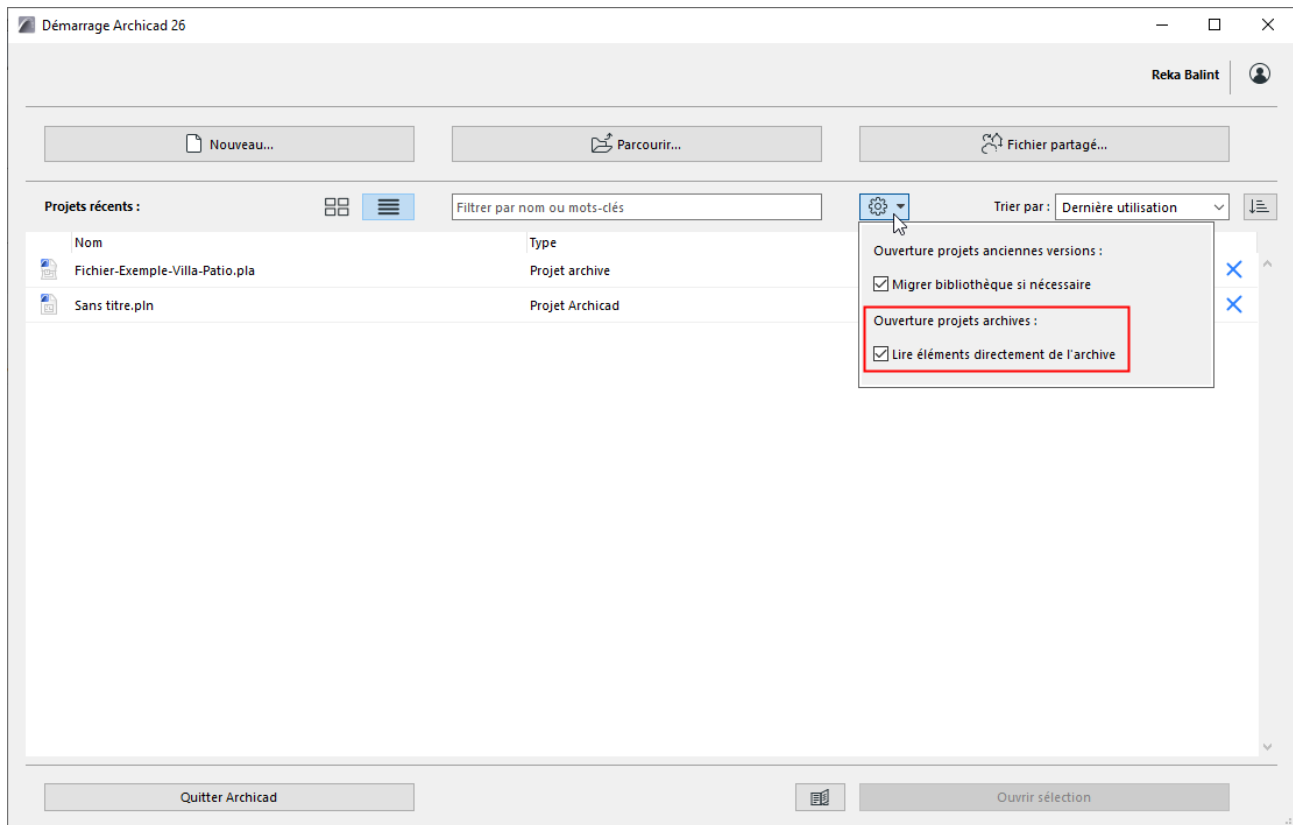 Démarrage Archicad 26
Reka Balint
Nouveau...
Parcourir...
Fichier partagé...
Projets récents :
Filtrer par nom ou mots-clés
Trier par :
Dernière utilisation
Nom
Type
Fichier-Exemple-Villa-Patio.pla
Projet archive
Sans titre.pln
Projet Archicad
Ouverture projets anciennes versions :
Migrer bibliothèque si nécessaire
Ouverture projets archives :
Lire éléments directement de l'archive
Quitter Archicad
Ouvrir sélection